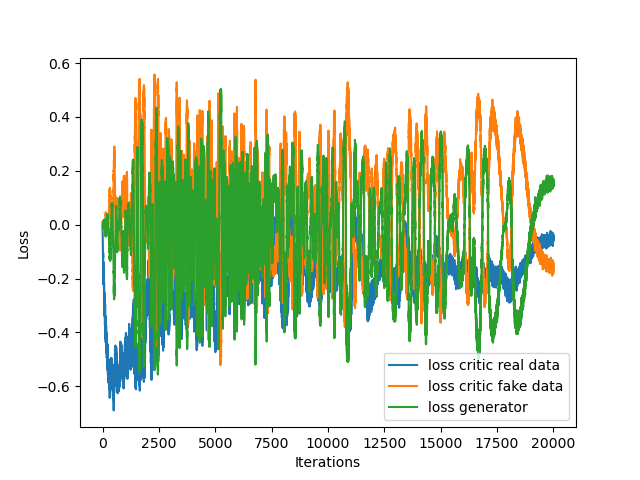 0.6
0.4
0.2
0.0
−0.2
−0.4
−0.6
Loss
0 2500 5000 7500 10000 12500 15000 17500 20000
Iterations
loss critic real data
loss critic fake data
loss generator